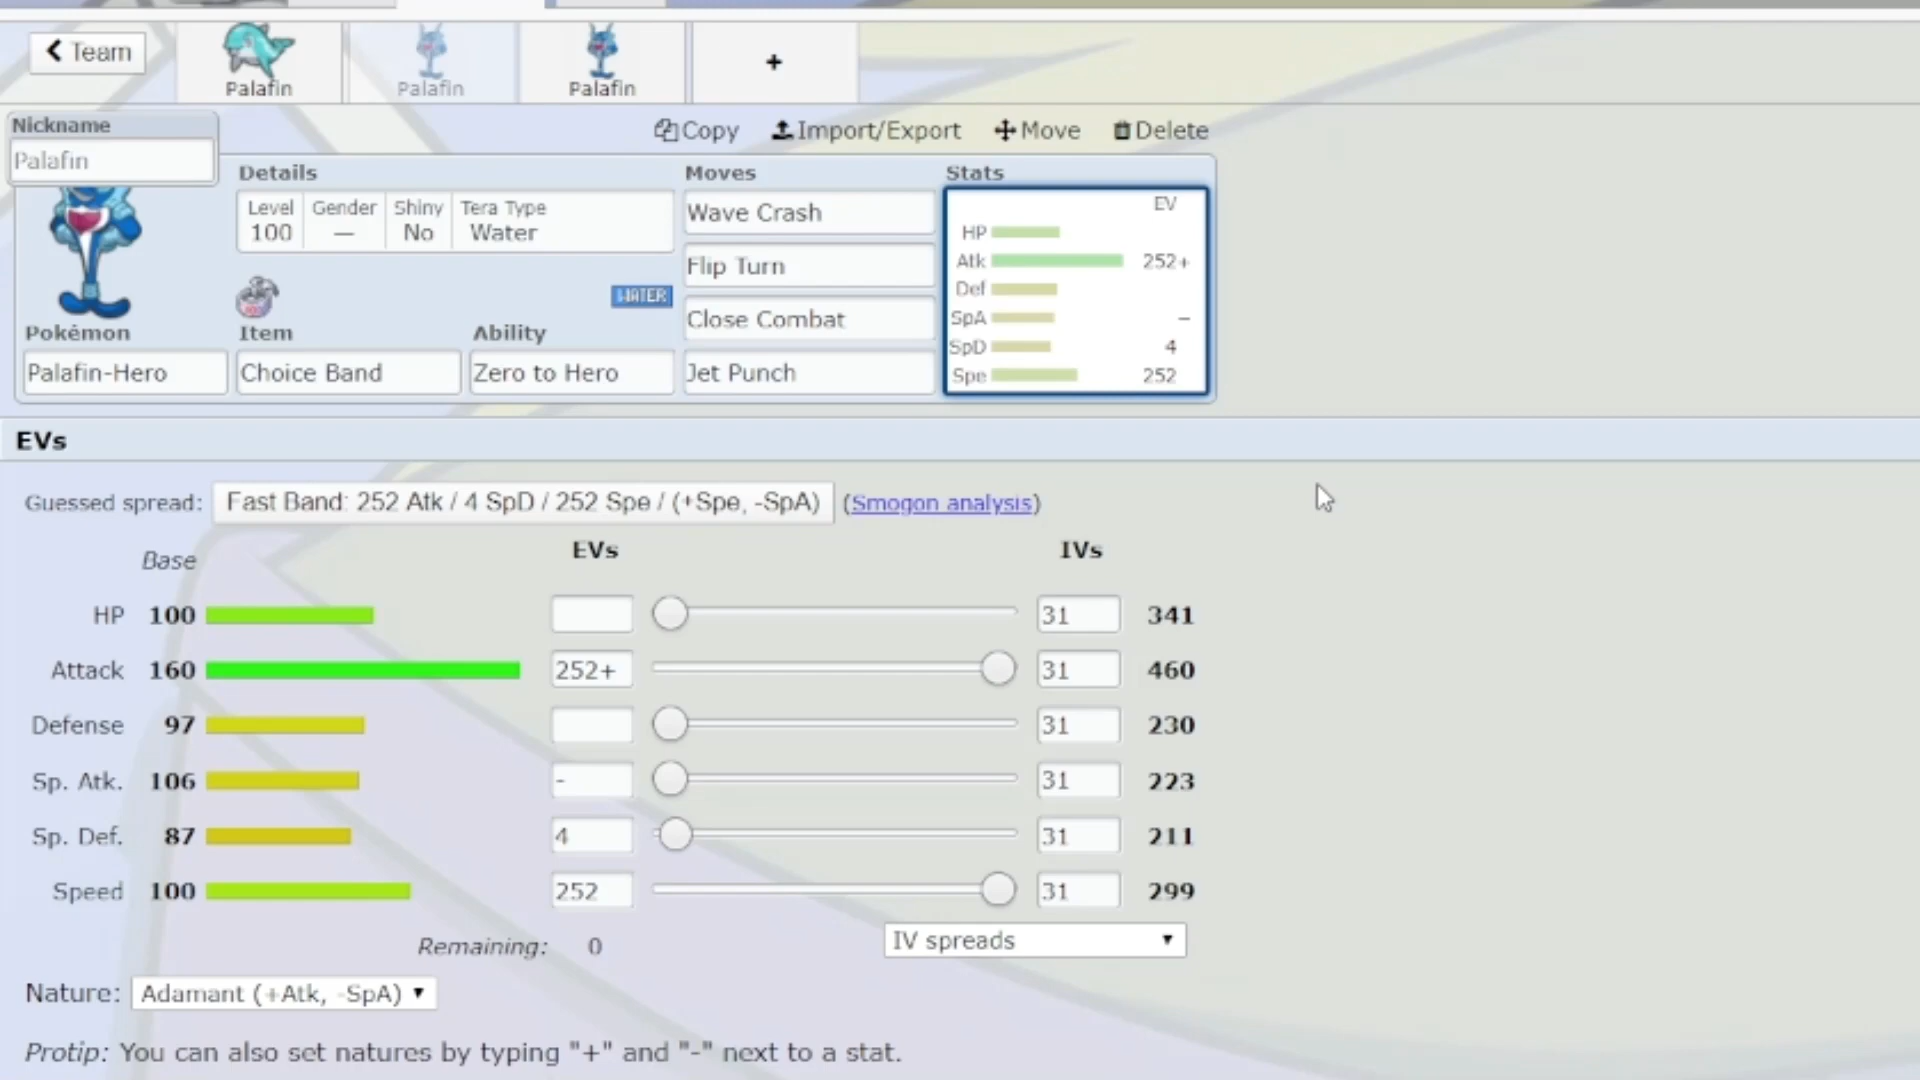 Team
Palafin
Palafin
Palafin
+
Nickname
Palafin
Copy
Import/Export
Move
Delete
Details
Moves
Stats
Level
Gender
Shiny
Tera Type
100
—
No
Water
Wave Crash
Flip Turn
Close Combat
Jet Punch
EV
HP
Atk 252+
Def
SpA –
SpD 4
Spe 252
WATER
Pokémon
Item
Ability
Palafin-Hero
Choice Band
Zero to Hero
EVs
Guessed spread: Fast Band: 252 Atk / 4 SpD / 252 Spe / (+Spe, -SpA) (Smogon analysis)
Base EVs IVs
HP 100 31 341
Attack 160 252+ 31 460
Defense 97 31 230
Sp. Atk. 106 - 31 223
Sp. Def. 87 4 31 211
Speed 100 252 31 299
Remaining: 0
IV spreads
Nature: Adamant (+Atk, -SpA)
Protip: You can also set natures by typing "+" and "-" next to a stat.